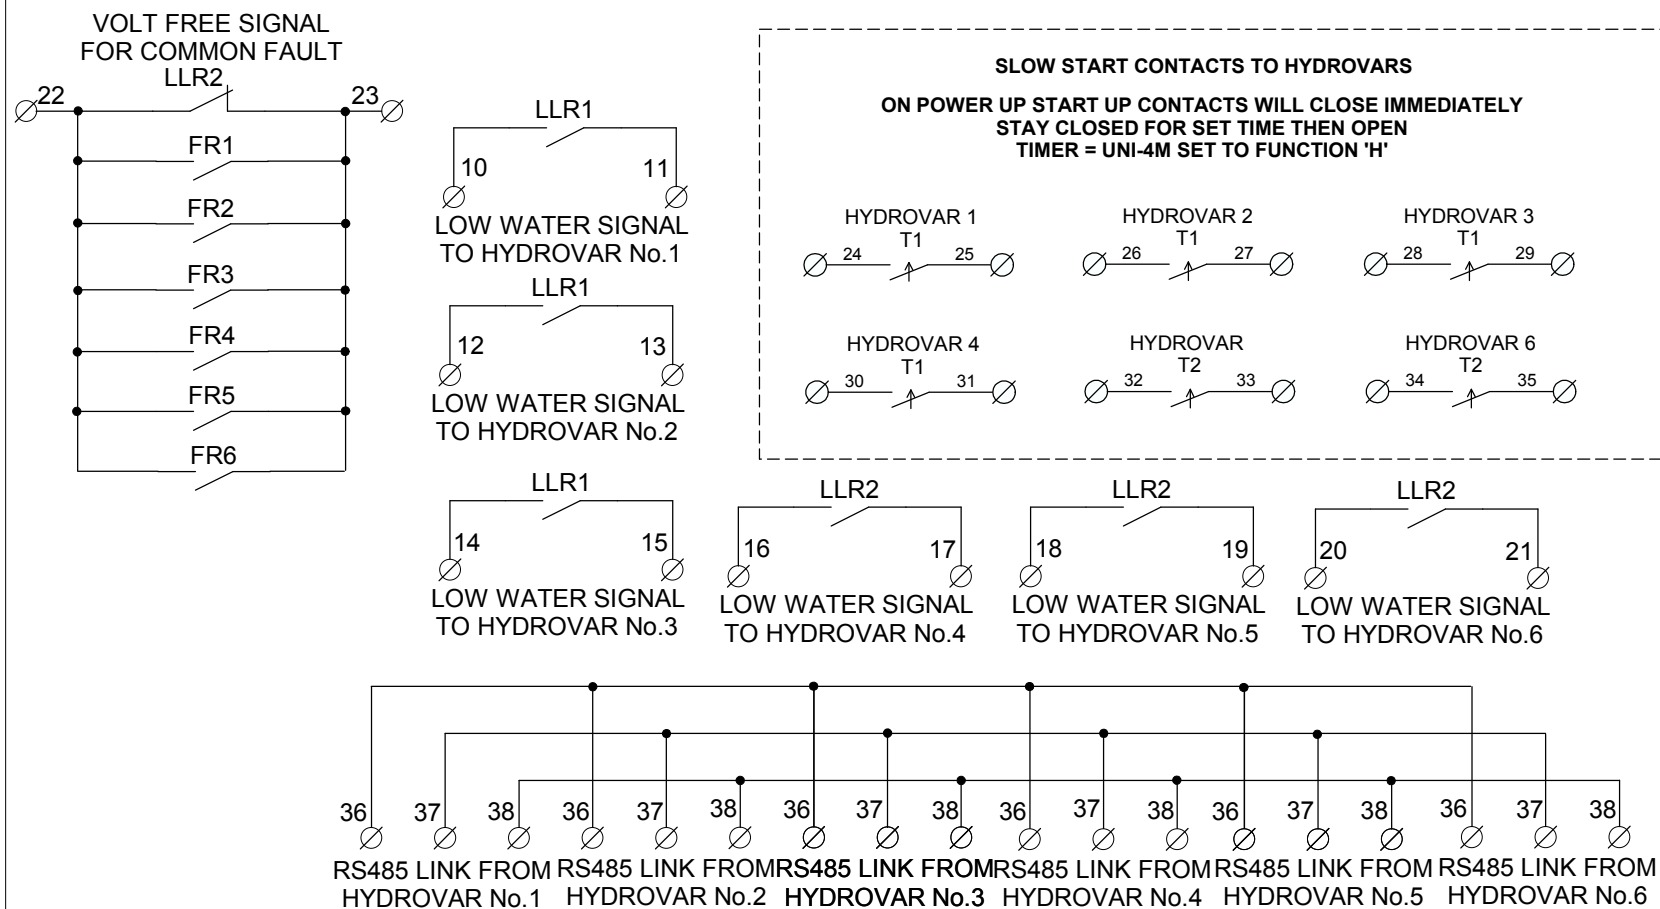 VOLT FREE SIGNAL
FOR COMMON FAULT
LLR2
22 23
FR1
FR2
FR3
FR4
FR5
FR6
LLR1
10 11
LOW WATER SIGNAL
TO HYDROVAR No.1
LLR1
12 13
LOW WATER SIGNAL
TO HYDROVAR No.2
LLR1
14 15
LOW WATER SIGNAL
TO HYDROVAR No.3
SLOW START CONTACTS TO HYDROVARS
ON POWER UP START UP CONTACTS WILL CLOSE IMMEDIATELY
STAY CLOSED FOR SET TIME THEN OPEN
TIMER = UNI-4M SET TO FUNCTION 'H'
HYDROVAR 1
T1
24 25
HYDROVAR 2
T1
26 27
HYDROVAR 3
T1
28 29
HYDROVAR 4
T1
30 31
HYDROVAR
T2
32 33
HYDROVAR 6
T2
34 35
LLR2
16 17
LOW WATER SIGNAL
TO HYDROVAR No.4
LLR2
18 19
LOW WATER SIGNAL
TO HYDROVAR No.5
LLR2
20 21
LOW WATER SIGNAL
TO HYDROVAR No.6
36 37 38
RS485 LINK FROM
HYDROVAR No.1
36 37 38
RS485 LINK FROM
HYDROVAR No.2
36 37 38
RS485 LINK FROM
HYDROVAR No.3
36 37 38
RS485 LINK FROM
HYDROVAR No.4
36 37 38
RS485 LINK FROM
HYDROVAR No.5
36 37 38
RS485 LINK FROM
HYDROVAR No.6